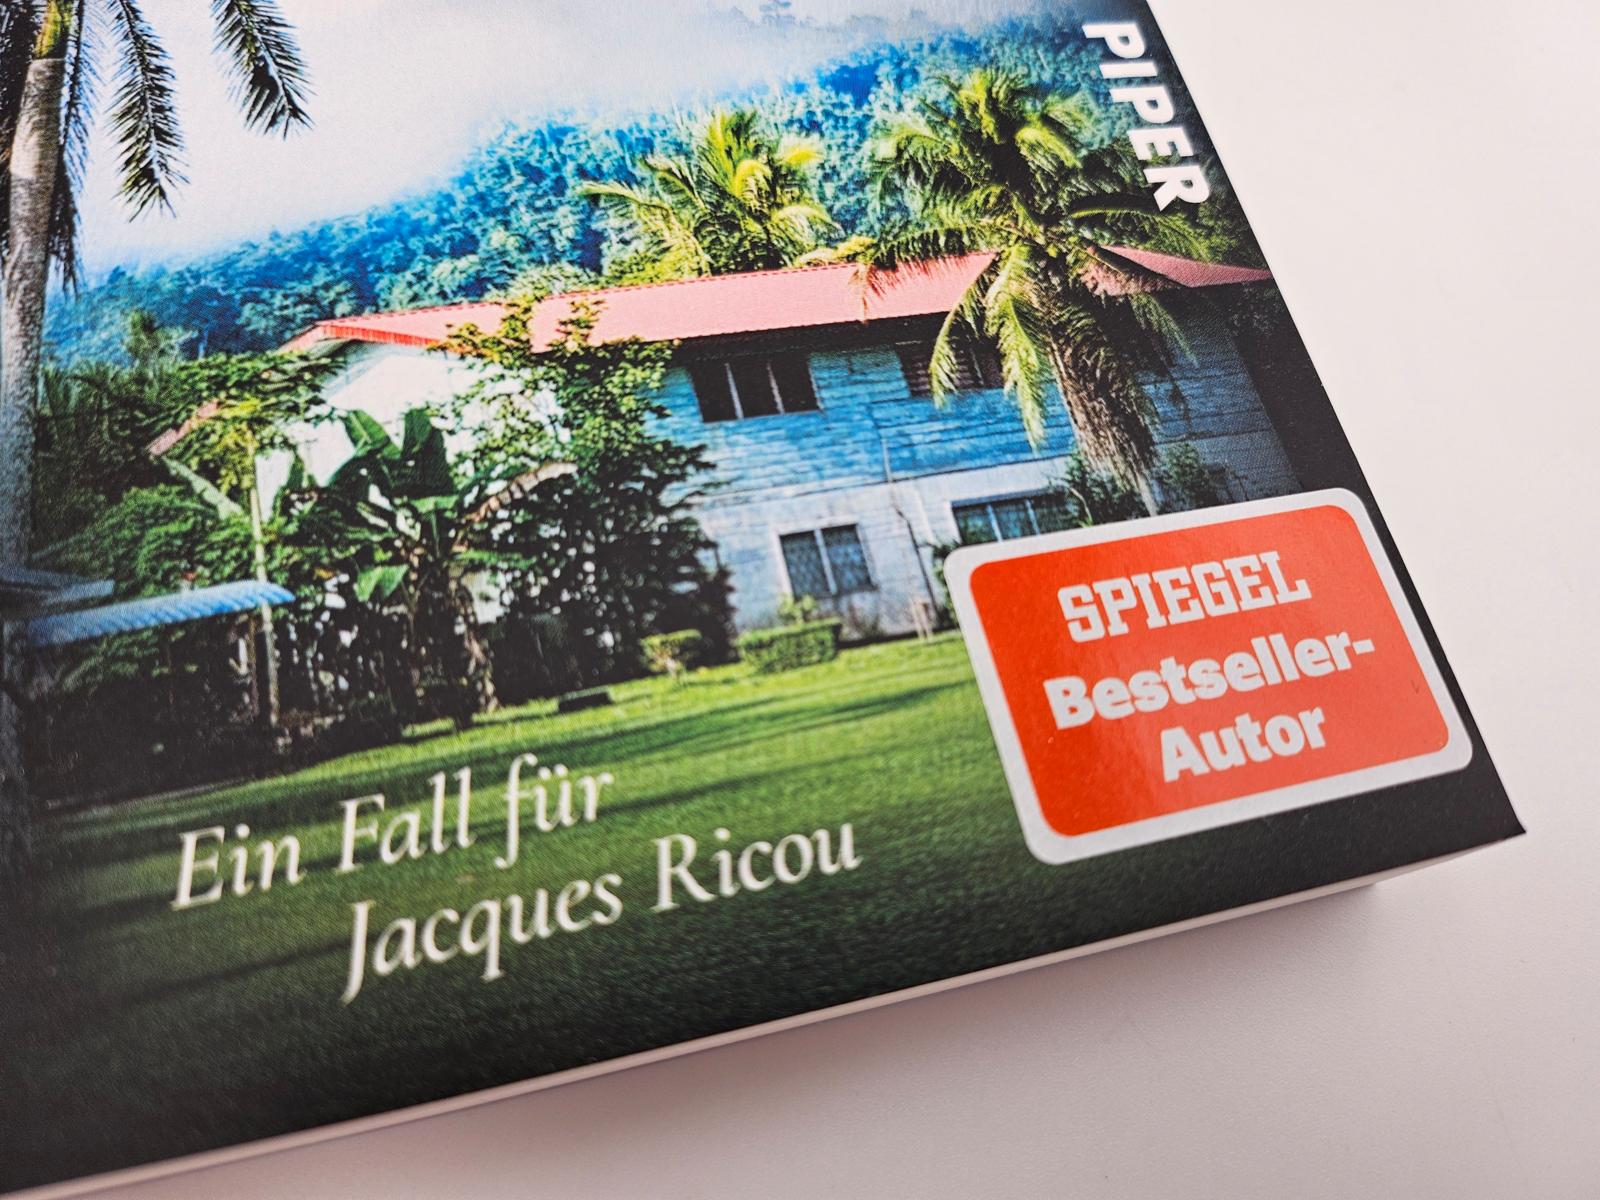 PIPER
SPIEGEL
Bestseller-
Autor
Ein Fall für
Jacques Ricou